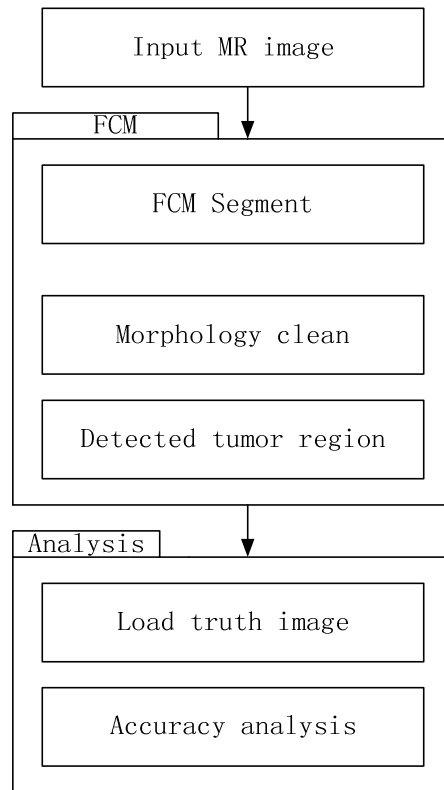 Input MR image
FCM
FCM Segment
Morphology clean
Detected tumor region
Analysis
Load truth image
Accuracy analysis